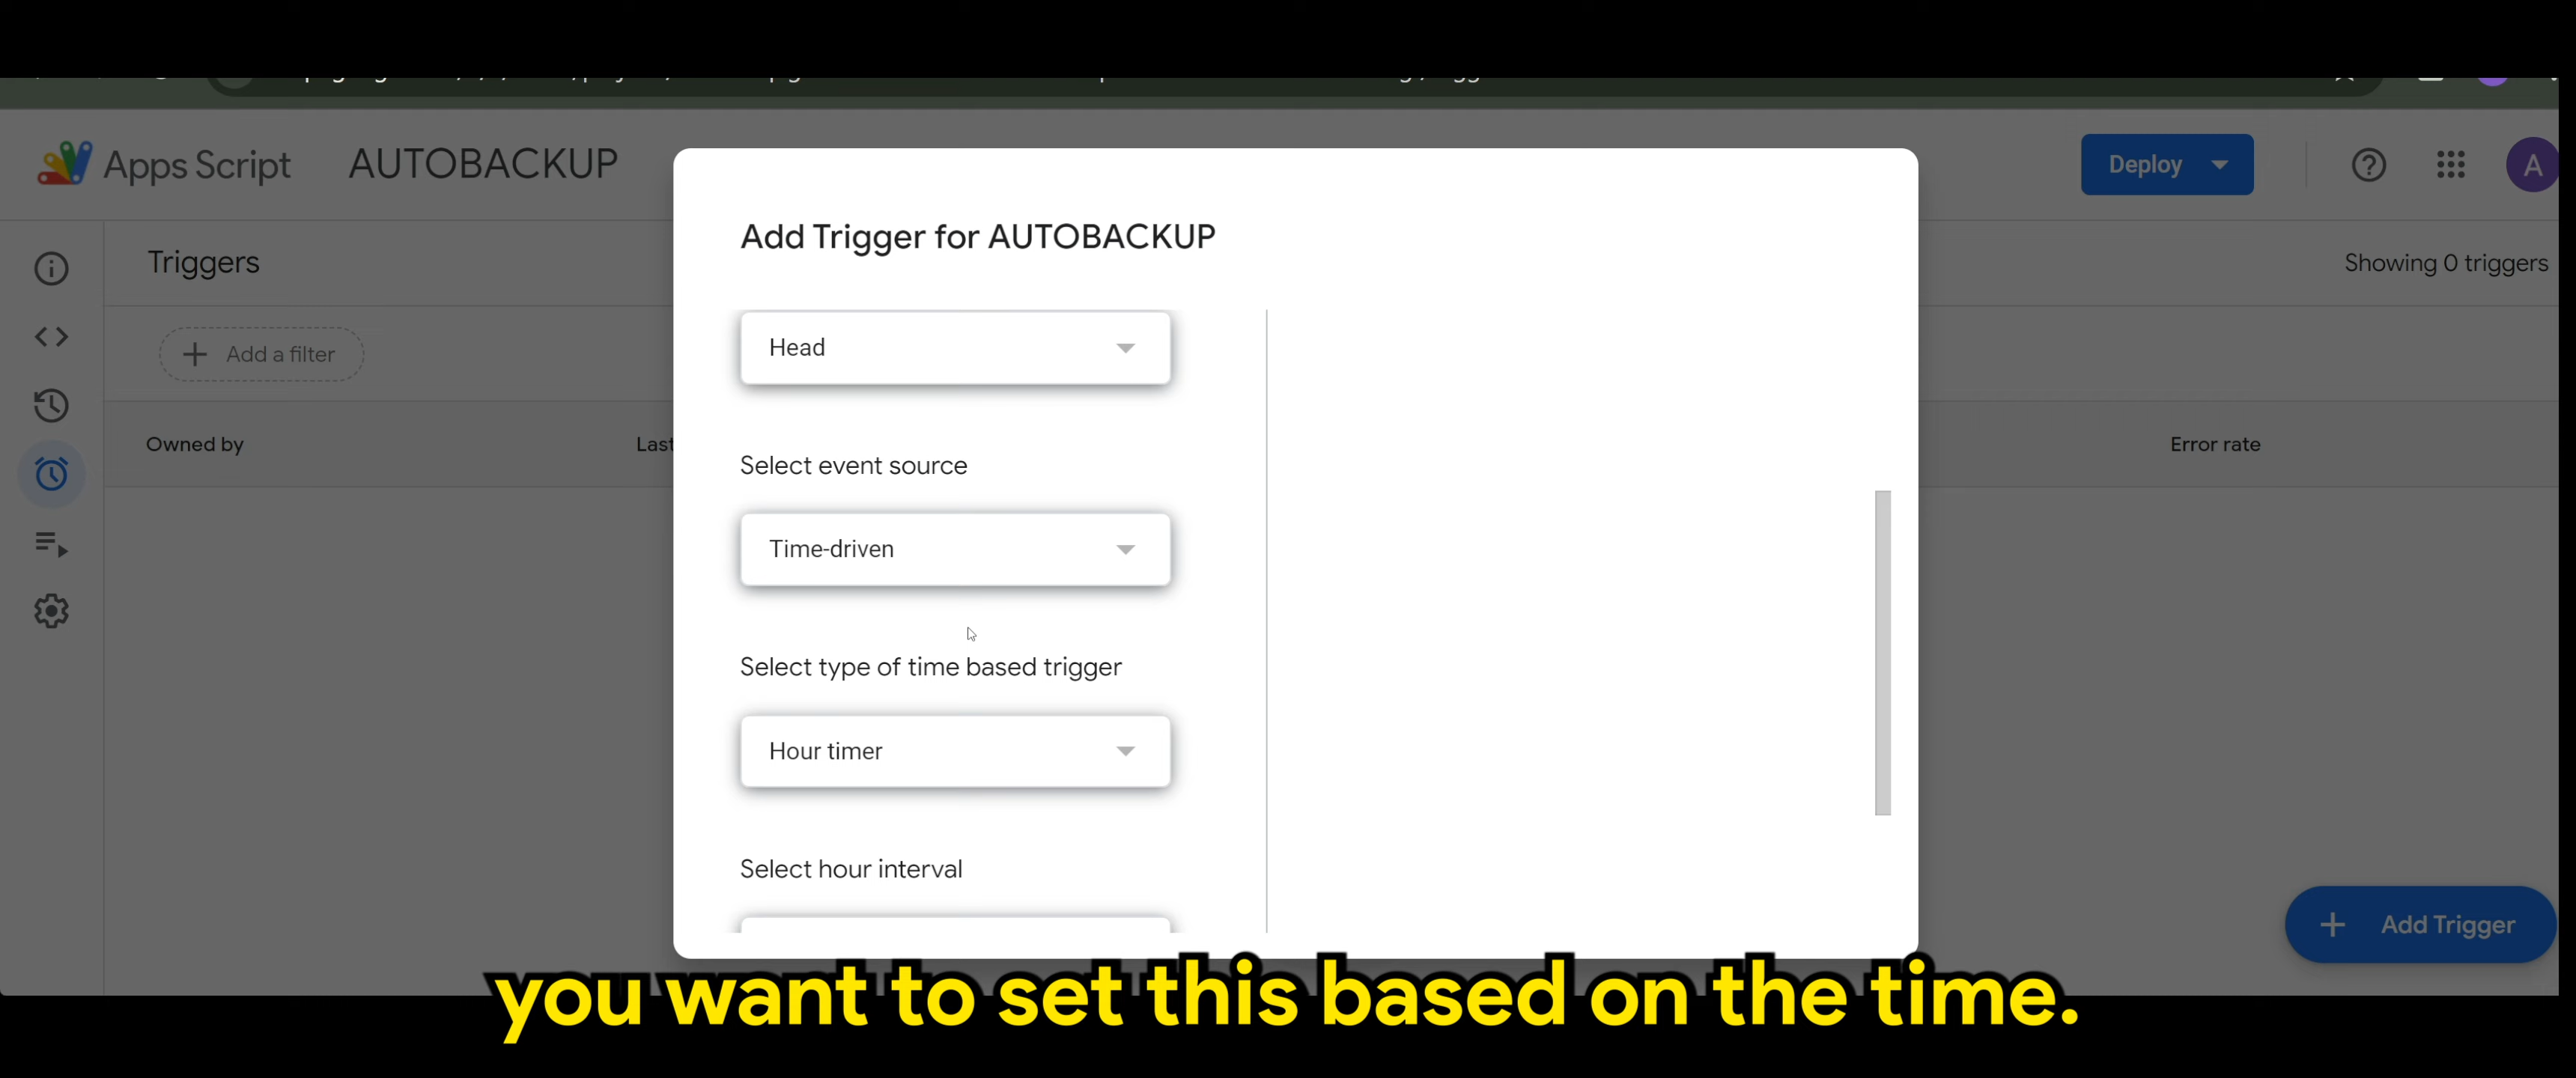 Apps Script
AUTOBACKUP
Deploy
A
Triggers
Showing 0 triggers
Add a filter
Owned by
Last
Error rate
Add Trigger for AUTOBACKUP
Head
Select event source
Time-driven
Select type of time based trigger
Hour timer
Select hour interval
Add Trigger
you want to set this based on the time.